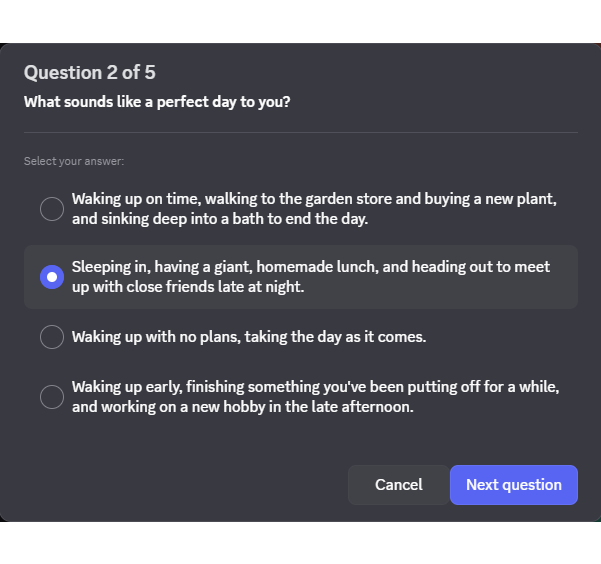 Question 2 of 5
What sounds like a perfect day to you?
Select your answer:
Waking up on time, walking to the garden store and buying a new plant,
and sinking deep into a bath to end the day.
Sleeping in, having a giant, homemade lunch, and heading out to meet
up with close friends late at night.
Waking up with no plans, taking the day as it comes.
Waking up early, finishing something you've been putting off for a while,
and working on a new hobby in the late afternoon.
Cancel
Next question